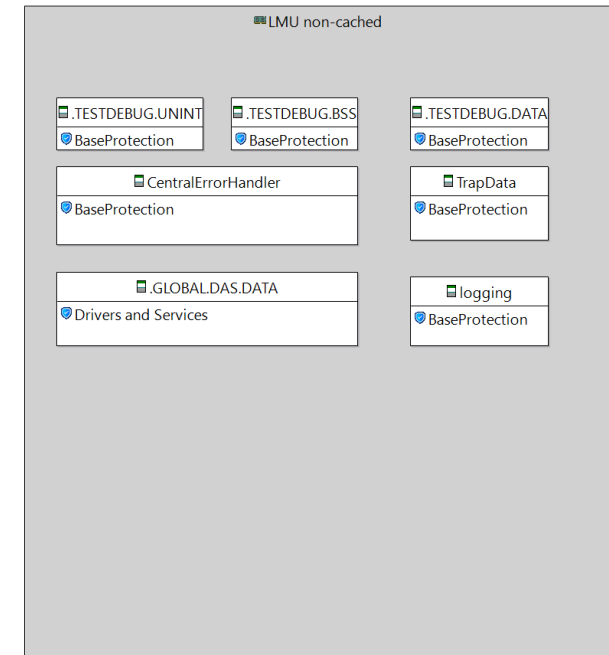 LMU non-cached
.TESTDEBUG.UNINT
BaseProtection
.TESTDEBUG.BSS
BaseProtection
.TESTDEBUG.DATA
BaseProtection
CentralErrorHandler
BaseProtection
TrapData
BaseProtection
.GLOBAL.DAS.DATA
Drivers and Services
logging
BaseProtection